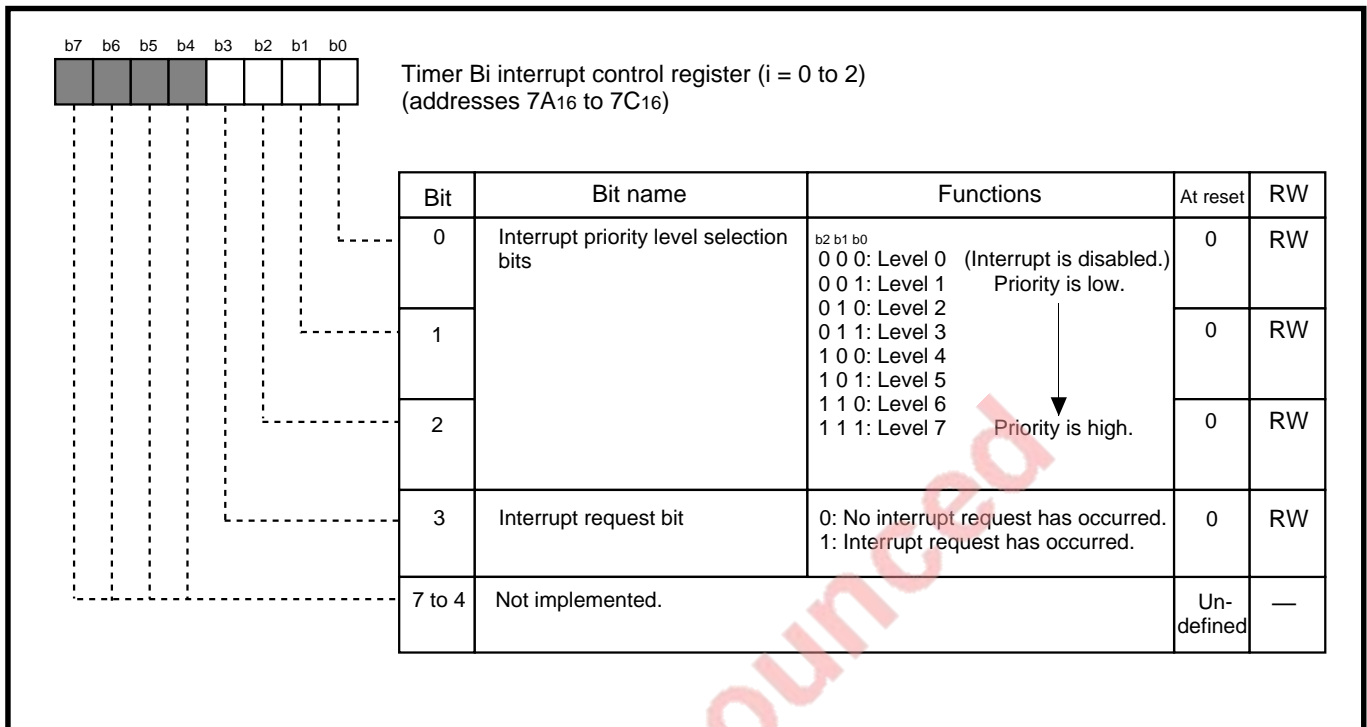 b7 b6 b5 b4 b3 b2 b1 b0
Timer Bi interrupt control register (i = 0 to 2)
(addresses 7A16 to 7C16)
Bit Bit name Functions At reset RW
0 Interrupt priority level selection bits
b2 b1 b0
0 0 0: Level 0 (Interrupt is disabled.)
0 0 1: Level 1 Priority is low.
0 1 0: Level 2
0 1 1: Level 3
1 0 0: Level 4
1 0 1: Level 5
1 1 0: Level 6
1 1 1: Level 7 Priority is high.
0 RW
1 0 RW
2 0 RW
3 Interrupt request bit
0: No interrupt request has occurred.
1: Interrupt request has occurred.
0 RW
7 to 4 Not implemented. Un-
defined —